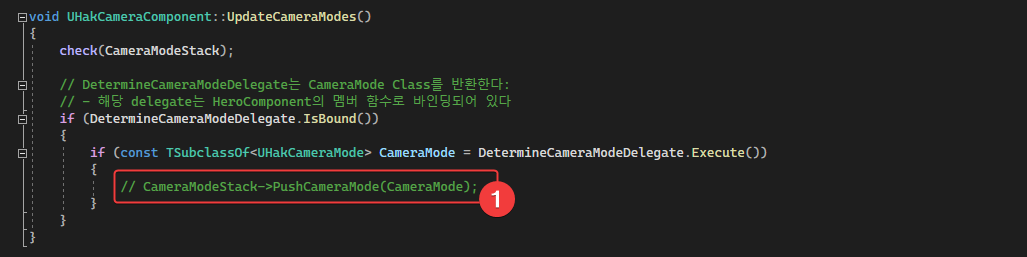 void UHakCameraComponent::UpdateCameraModes()
{
check(CameraModeStack);
// DetermineCameraModeDelegate는 CameraMode Class를 반환한다:
// - 해당 delegate는 HeroComponent의 멤버 함수로 바인딩되어 있다
if (DetermineCameraModeDelegate.IsBound())
{
if (const TSubclassOf<UHakCameraMode> CameraMode = DetermineCameraModeDelegate.Execute())
{
// CameraModeStack->PushCameraMode(CameraMode);
1
}
}
}